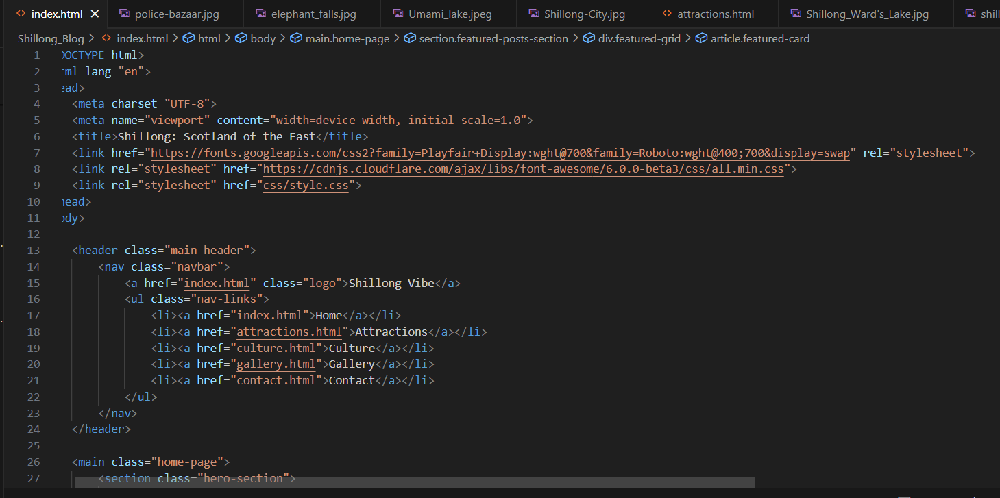 index.html police-bazaar.jpg elephant_falls.jpg Umami_lake.jpeg Shillong-City.jpg attractions.html Shillong_Ward's_Lake.jpg shill
Shillong_Blog > index.html > html > body > main.home-page > section.featured-posts-section > div.featured-grid > article.featured-card
1 OCTYPE html>
2 ml lang="en">
3 ead>
4 <meta charset="UTF-8">
5 <meta name="viewport" content="width=device-width, initial-scale=1.0">
6 <title>Shillong: Scotland of the East</title>
7 <link href="https://fonts.googleapis.com/css2?family=Playfair+Display:wght@700&family=Roboto:wght@400;700&display=swap" rel="stylesheet">
8 <link rel="stylesheet" href="https://cdnjs.cloudflare.com/ajax/libs/font-awesome/6.0.0-beta3/css/all.min.css">
9 <link rel="stylesheet" href="css/style.css">
10 head>
11 ody>
12
13 <header class="main-header">
14 <nav class="navbar">
15 <a href="index.html" class="logo">Shillong Vibe</a>
16 <ul class="nav-links">
17 <li><a href="index.html">Home</a></li>
18 <li><a href="attractions.html">Attractions</a></li>
19 <li><a href="culture.html">Culture</a></li>
20 <li><a href="gallery.html">Gallery</a></li>
21 <li><a href="contact.html">Contact</a></li>
22 </ul>
23 </nav>
24 </header>
25
26 <main class="home-page">
27 <section class="hero-section">